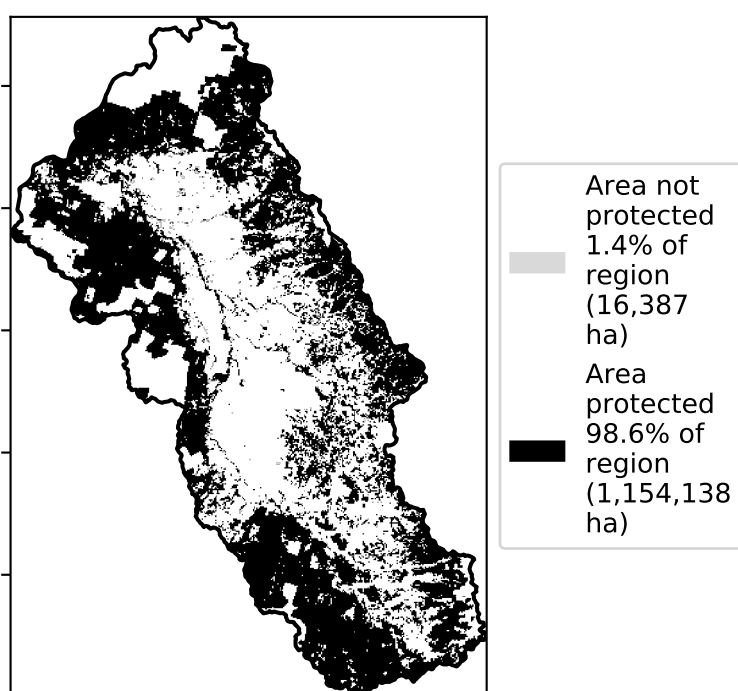 Area not
protected
1.4% of
region
(16,387
ha)
Area
protected
98.6% of
region
(1,154,138
ha)